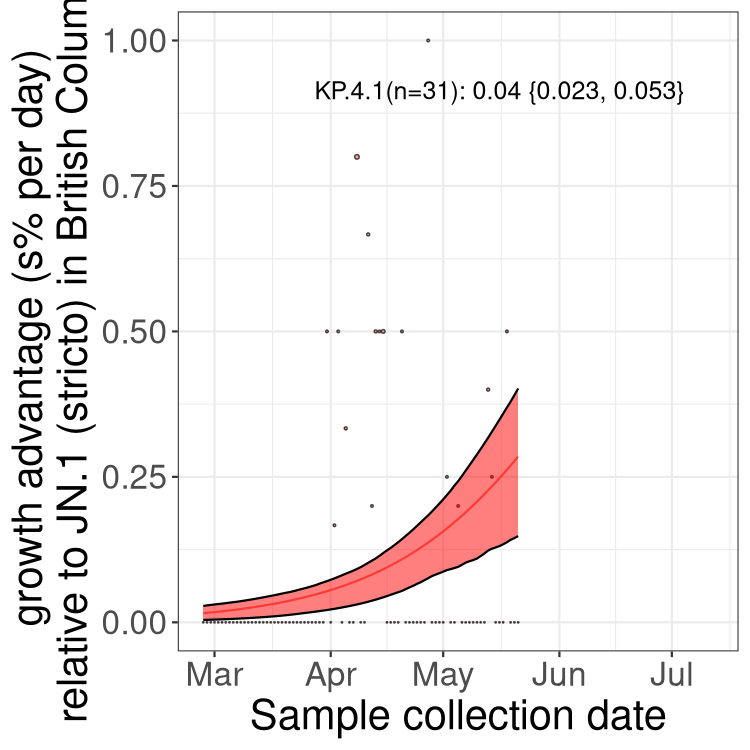 growth advantage (s% per day)
relative to JN.1 (stricto) in British Colum
1.00
0.75
0.50
0.25
0.00
KP.4.1(n=31): 0.04 {0.023, 0.053}
Mar Apr May Jun Jul
Sample collection date